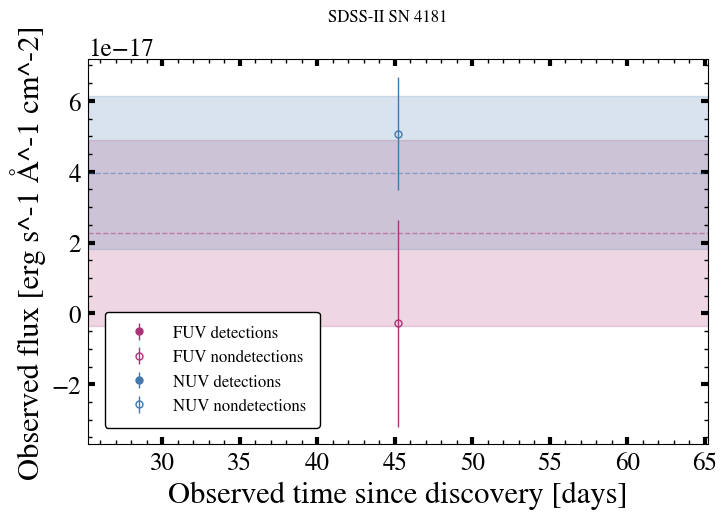 SDSS-II SN 4181
1e−17
Observed flux [erg s^-1 Å^-1 cm^-2]
6
4
2
0
−2
FUV detections
FUV nondetections
NUV detections
NUV nondetections
30 35 40 45 50 55 60 65
Observed time since discovery [days]